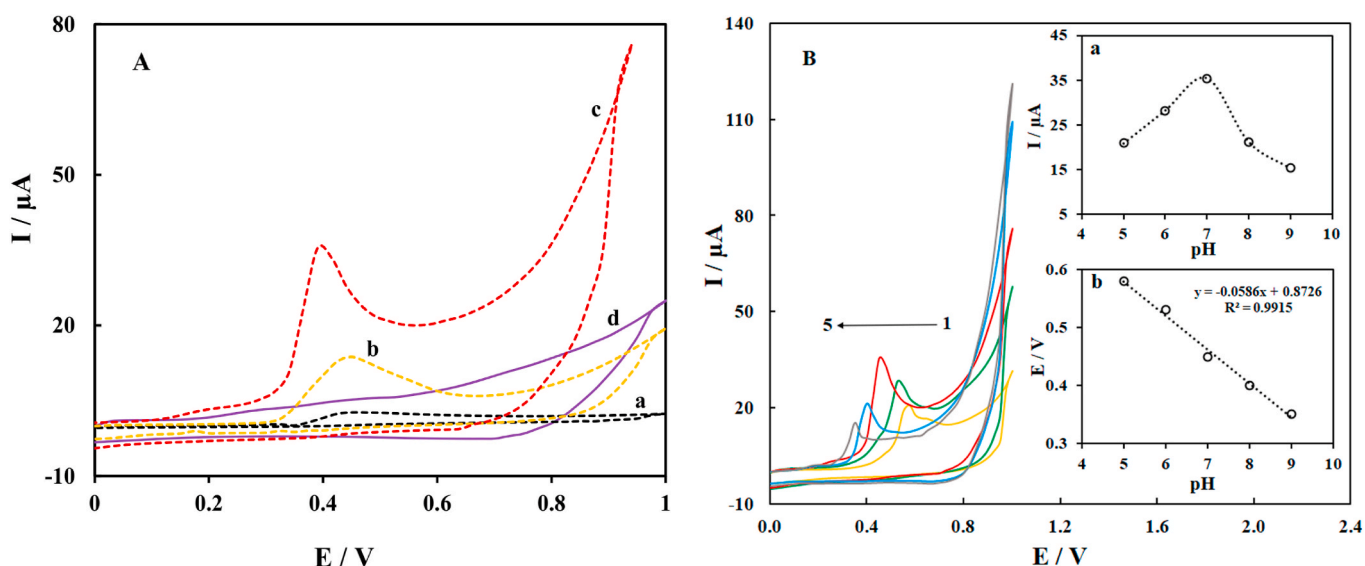 A
80
50
20
-10
I / µA
0
0.2
0.4
0.6
0.8
1
E / V
a
b
c
d
B
140
110
80
50
20
-10
I / µA
0.0
0.4
0.8
1.2
1.6
2.0
2.4
E / V
5
1
a
45
35
25
15
5
I / µA
4
5
6
7
8
9
10
pH
b
y = -0.0586x + 0.8726
R² = 0.9915
0.6
0.5
0.4
0.3
E / V
4
5
6
7
8
9
10
pH